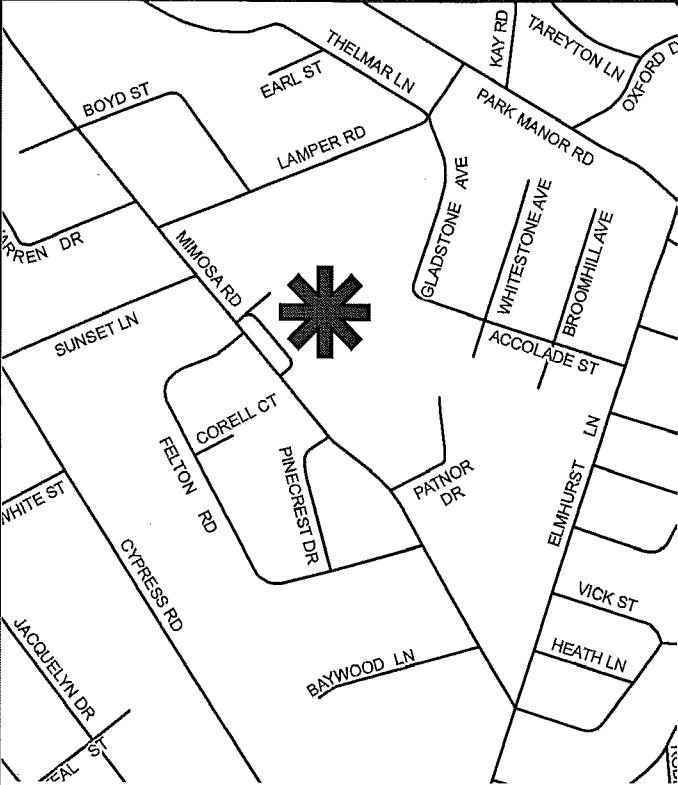 KAY RD
TAREYTON LN
OXFORD D
THELMAR LN
EARL ST
BOYD ST
PARK MANOR RD
LAMPER RD
GLADSTONE AVE
WHITESTONE AVE
BROOMHILL AVE
ARREN DR
MIMOSA RD
SUNSET LN
ACCOLADE ST
CORELL CT
FELTON RD
PINECREST DR
PATNOR
DR
ELMHURST LN
WHITE ST
CYPRESS RD
VICK ST
HEATH LN
BAYWOOD LN
JACQUELYN DR
EAL ST